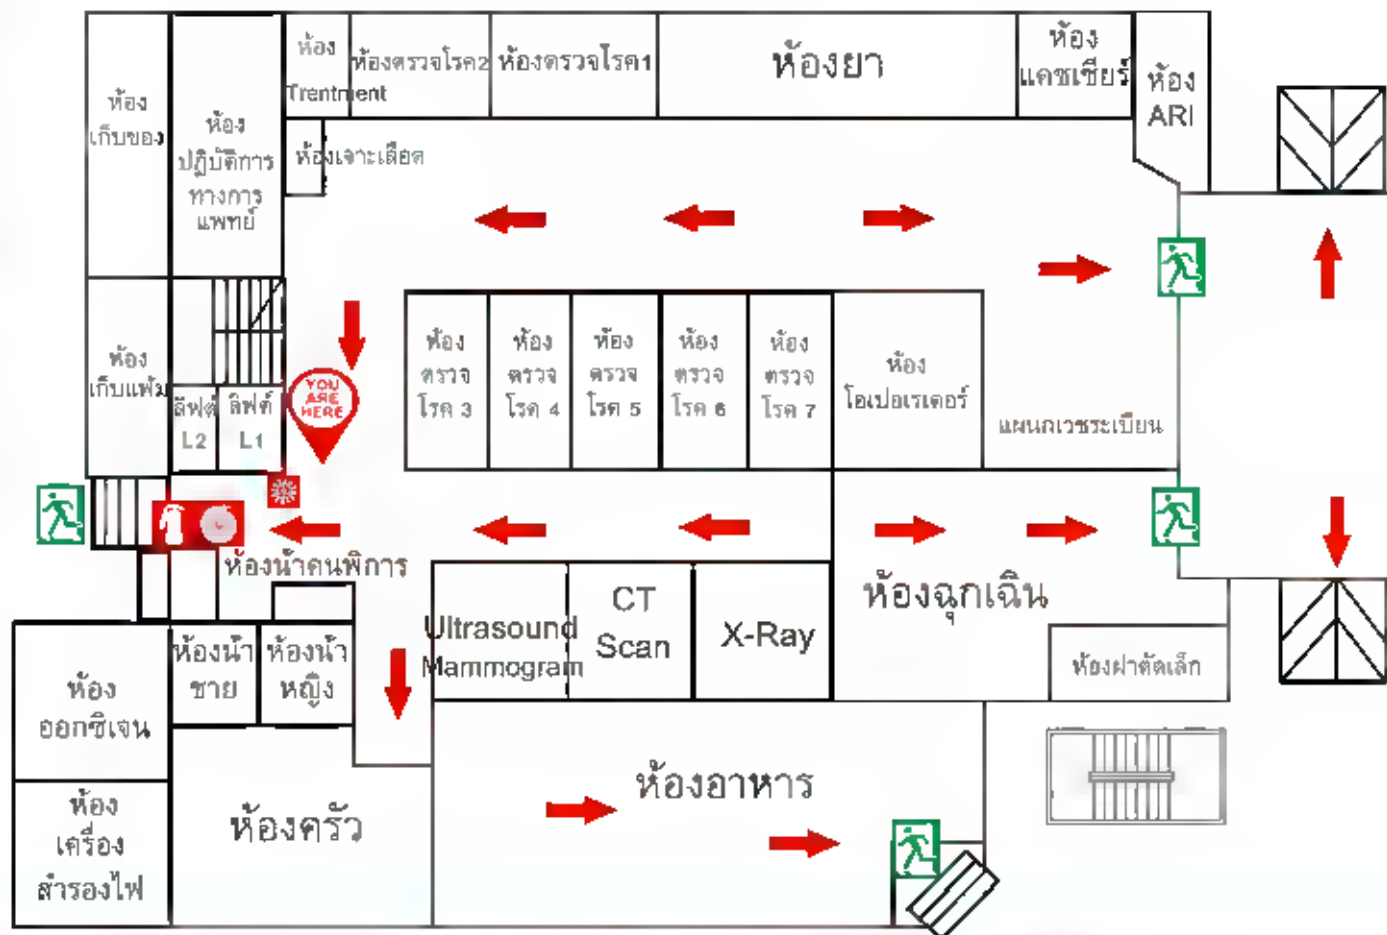 ห้อง
เก็บของ
ห้อง
ปฏิบัติการ
ทางการ
แพทย์
ห้อง
Trentment
ห้องตรวจโรค2
ห้องตรวจโรค1
ห้องยา
ห้อง
แคชเชียร์
ห้อง
ARI
ห้องเจาะเลือด
ห้อง
เก็บแฟ้ม
ลิฟต์
L2
ลิฟต์
L1
YOU
ARE
HERE
ห้อง
ตรวจ
โรค 3
ห้อง
ตรวจ
โรค 4
ห้อง
ตรวจ
โรค 5
ห้อง
ตรวจ
โรค 6
ห้อง
ตรวจ
โรค 7
ห้อง
โอเปอเรเตอร์
แผนกเวชระเบียน
ห้องน้ำคนพิการ
Ultrasound
Mammogram
CT
Scan
X-Ray
ห้องฉุกเฉิน
ห้องผ่าตัดเล็ก
ห้อง
ออกซิเจน
ห้องน้ำ
ชาย
ห้องน้ำ
หญิง
ห้อง
เครื่อง
สำรองไฟ
ห้องครัว
ห้องอาหาร